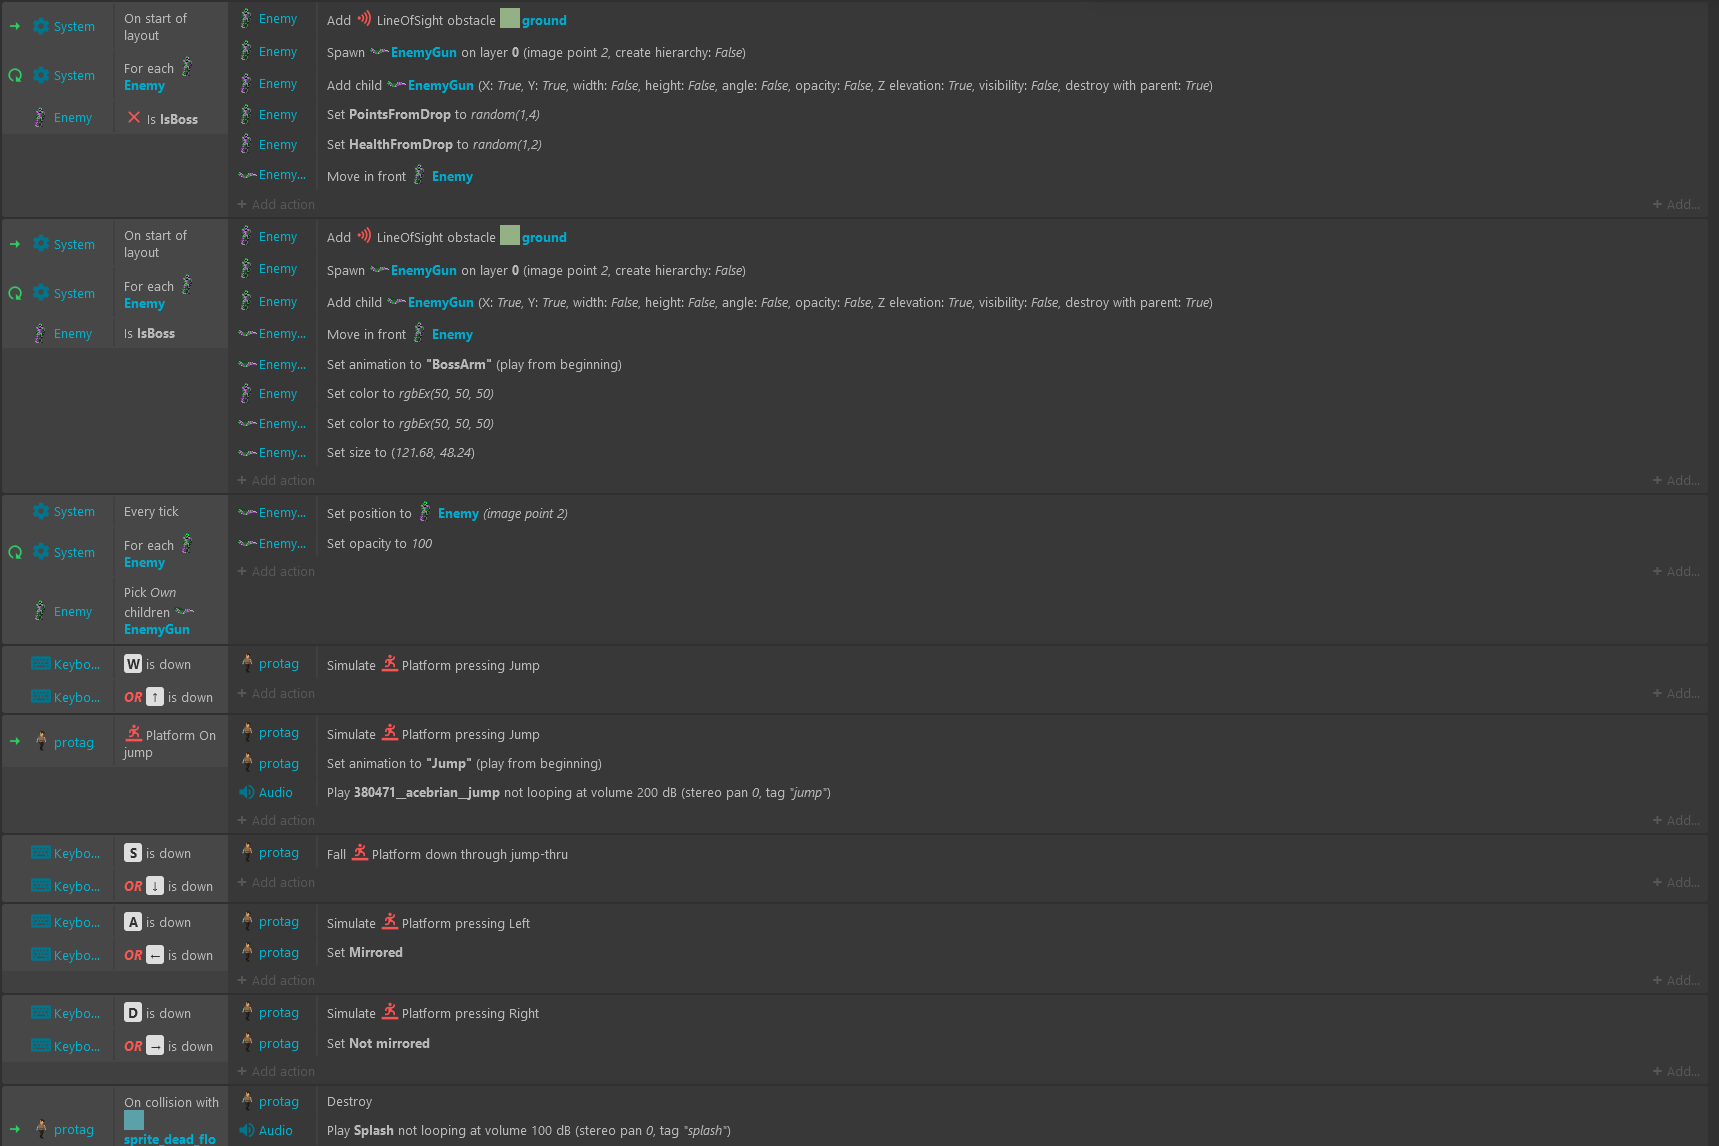 System On start of layout
System For each Enemy
Enemy Is IsBoss
Enemy Add LineOfSight obstacle ground
Enemy Spawn EnemyGun on layer 0 (image point 2, create hierarchy: False)
Enemy Add child EnemyGun (X: True, Y: True, width: False, height: False, angle: False, opacity: False, Z elevation: True, visibility: False, destroy with parent: True)
Enemy Set PointsFromDrop to random(1,4)
Enemy Set HealthFromDrop to random(1,2)
Enemy... Move in front Enemy
+ Add action + Add...
System On start of layout
System For each Enemy
Enemy Is IsBoss
Enemy Add LineOfSight obstacle ground
Enemy Spawn EnemyGun on layer 0 (image point 2, create hierarchy: False)
Enemy Add child EnemyGun (X: True, Y: True, width: False, height: False, angle: False, opacity: False, Z elevation: True, visibility: False, destroy with parent: True)
Enemy... Move in front Enemy
Enemy... Set animation to "BossArm" (play from beginning)
Enemy Set color to rgbEx(50, 50, 50)
Enemy... Set color to rgbEx(50, 50, 50)
Enemy... Set size to (121.68, 48.24)
+ Add action + Add...
System Every tick
System For each Enemy
Enemy Pick Own children EnemyGun
Enemy... Set position to Enemy (image point 2)
Enemy... Set opacity to 100
+ Add action + Add...
Keybo... W is down
Keybo... OR ↑ is down
protag Simulate Platform pressing Jump
+ Add action + Add...
protag Platform On jump
protag Simulate Platform pressing Jump
protag Set animation to "Jump" (play from beginning)
Audio Play 380471__acebrian__jump not looping at volume 200 dB (stereo pan 0, tag "jump")
+ Add action + Add...
Keybo... S is down
Keybo... OR ↓ is down
protag Fall Platform down through jump-thru
+ Add action + Add...
Keybo... A is down
Keybo... OR ← is down
protag Simulate Platform pressing Left
protag Set Mirrored
+ Add action + Add...
Keybo... D is down
Keybo... OR → is down
protag Simulate Platform pressing Right
protag Set Not mirrored
+ Add action + Add...
protag On collision with sprite_dead_flo
protag Destroy
Audio Play Splash not looping at volume 100 dB (stereo pan 0, tag "splash")